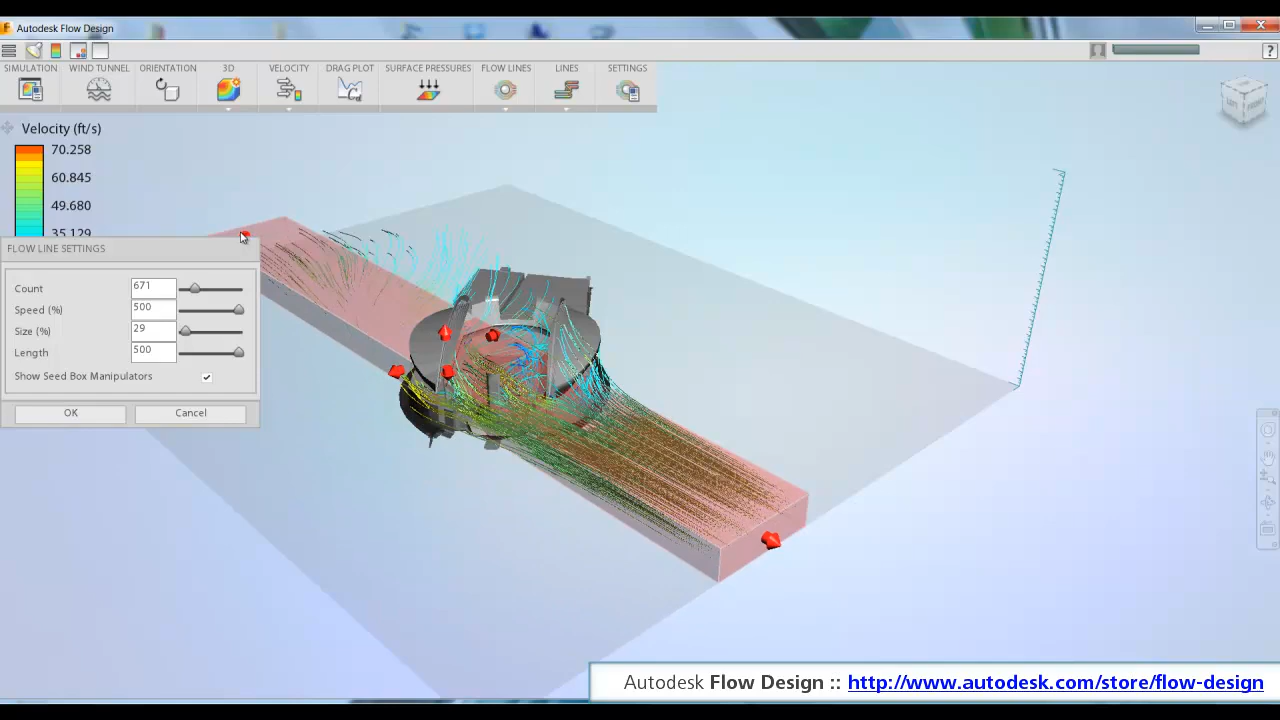 Autodesk Flow Design
SIMULATION WIND TUNNEL ORIENTATION 3D VELOCITY DRAG PLOT SURFACE PRESSURES FLOW LINES LINES SETTINGS
Velocity (ft/s)
70.258
60.845
49.680
35.129
FLOW LINE SETTINGS
Count 671
Speed (%) 500
Size (%) 29
Length 500
Show Seed Box Manipulators
OK Cancel
Autodesk Flow Design :: http://www.autodesk.com/store/flow-design